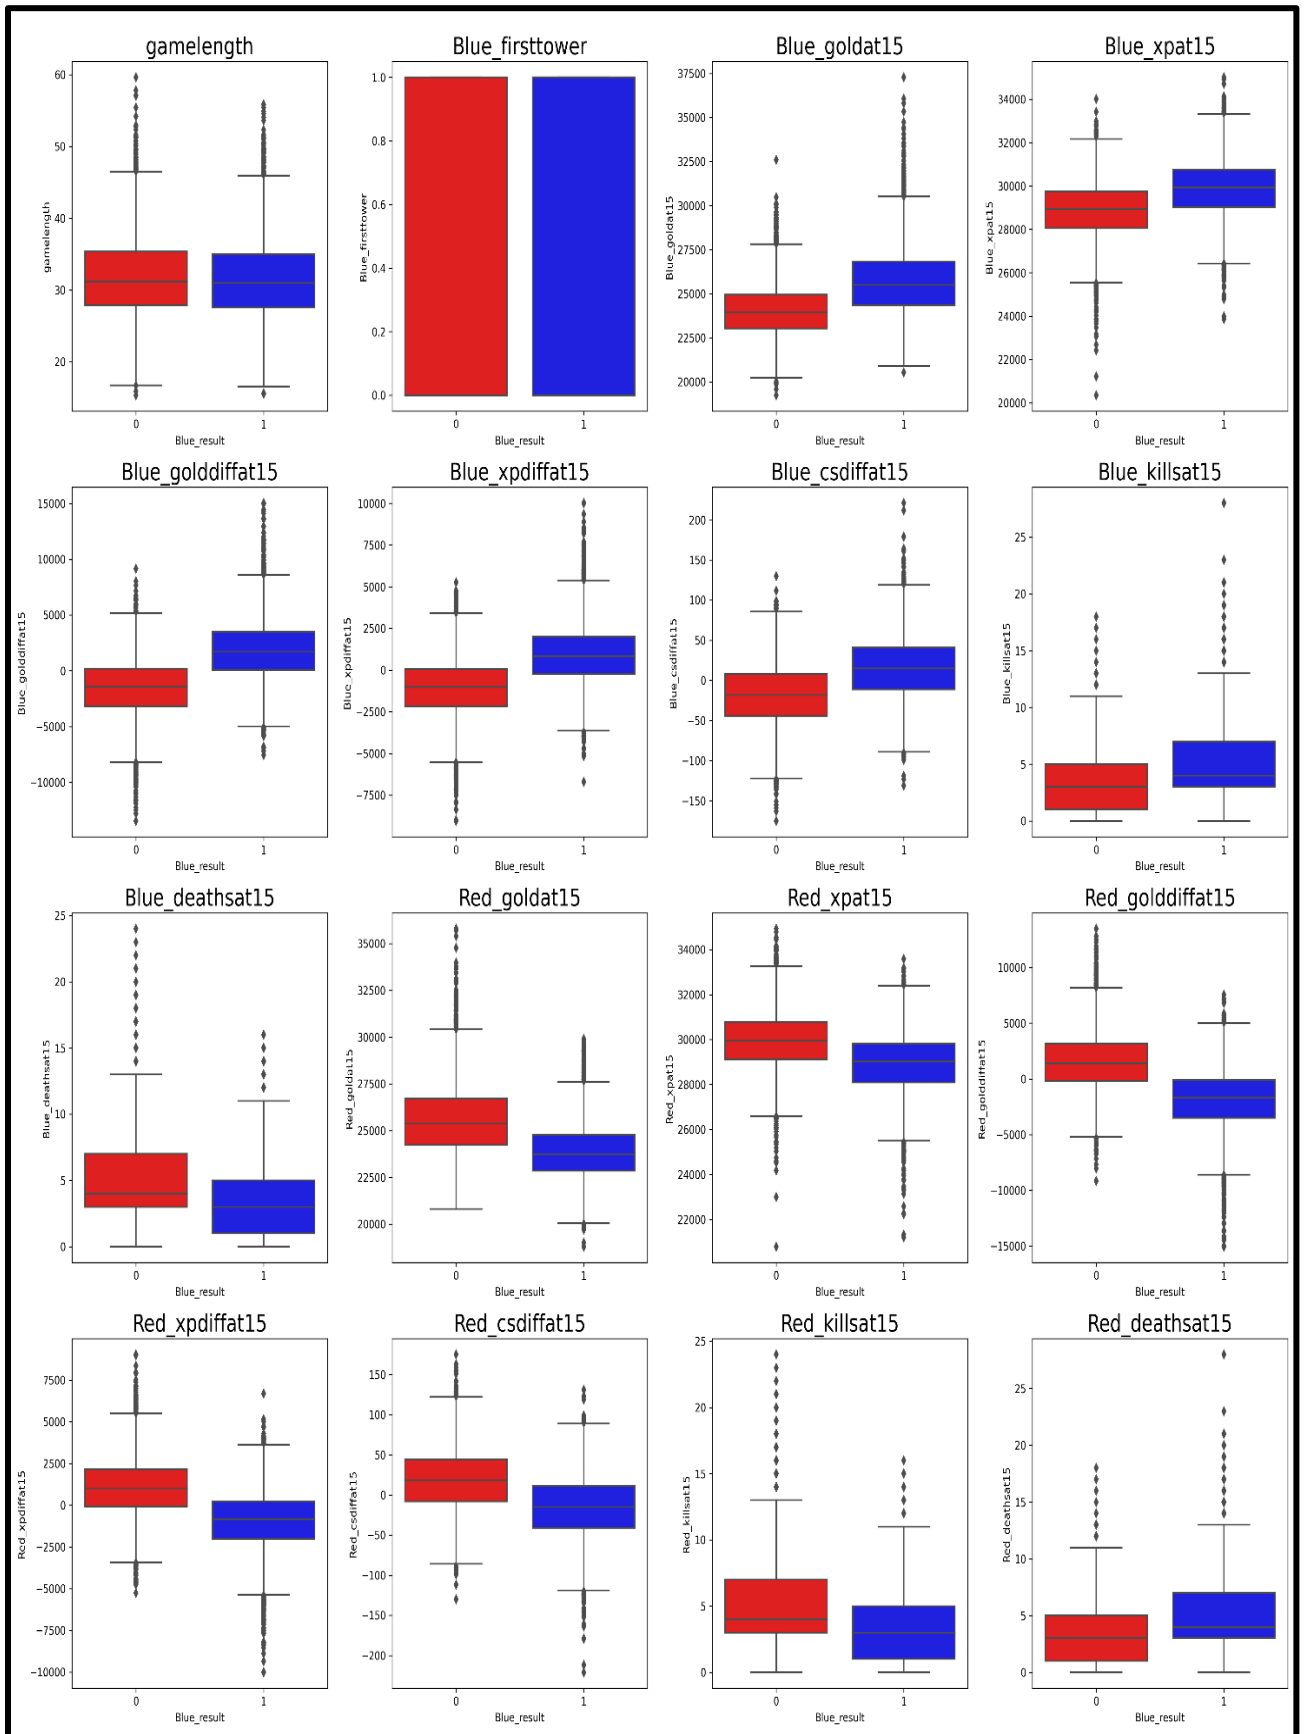 gamelength
Blue_firsttower
Blue_goldat15
Blue_xpat15
60
50
40
30
20
gamelength
0
1
Blue_result
1.0
0.8
0.6
0.4
0.2
0.0
Blue_firsttower
0
1
Blue_result
37500
35000
32500
30000
27500
25000
22500
20000
Blue_goldat15
0
1
Blue_result
34000
32000
30000
28000
26000
24000
22000
20000
Blue_xpat15
0
1
Blue_result
Blue_golddiffat15
Blue_xpdiffat15
Blue_csdiffat15
Blue_killsat15
15000
10000
5000
0
−5000
−10000
Blue_golddiffat15
0
1
Blue_result
10000
7500
5000
2500
0
−2500
−5000
−7500
Blue_xpdiffat15
0
1
Blue_result
200
150
100
50
0
−50
−100
−150
Blue_csdiffat15
0
1
Blue_result
25
20
15
10
5
0
Blue_killsat15
0
1
Blue_result
Blue_deathsat15
Red_goldat15
Red_xpat15
Red_golddiffat15
25
20
15
10
5
0
Blue_deathsat15
0
1
Blue_result
35000
32500
30000
27500
25000
22500
20000
Red_goldat15
0
1
Blue_result
34000
32000
30000
28000
26000
24000
22000
Red_xpat15
0
1
Blue_result
10000
5000
0
−5000
−10000
−15000
Red_golddiffat15
0
1
Blue_result
Red_xpdiffat15
Red_csdiffat15
Red_killsat15
Red_deathsat15
7500
5000
2500
0
−2500
−5000
−7500
−10000
Red_xpdiffat15
0
1
Blue_result
150
100
50
0
−50
−100
−150
−200
Red_csdiffat15
0
1
Blue_result
25
20
15
10
5
0
Red_killsat15
0
1
Blue_result
25
20
15
10
5
0
Red_deathsat15
0
1
Blue_result